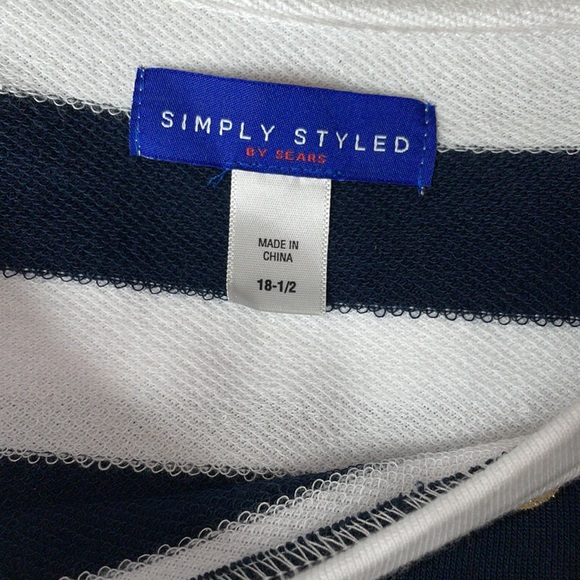 SIMPLY STYLED
BY SEARS
MADE IN
CHINA
18-1/2